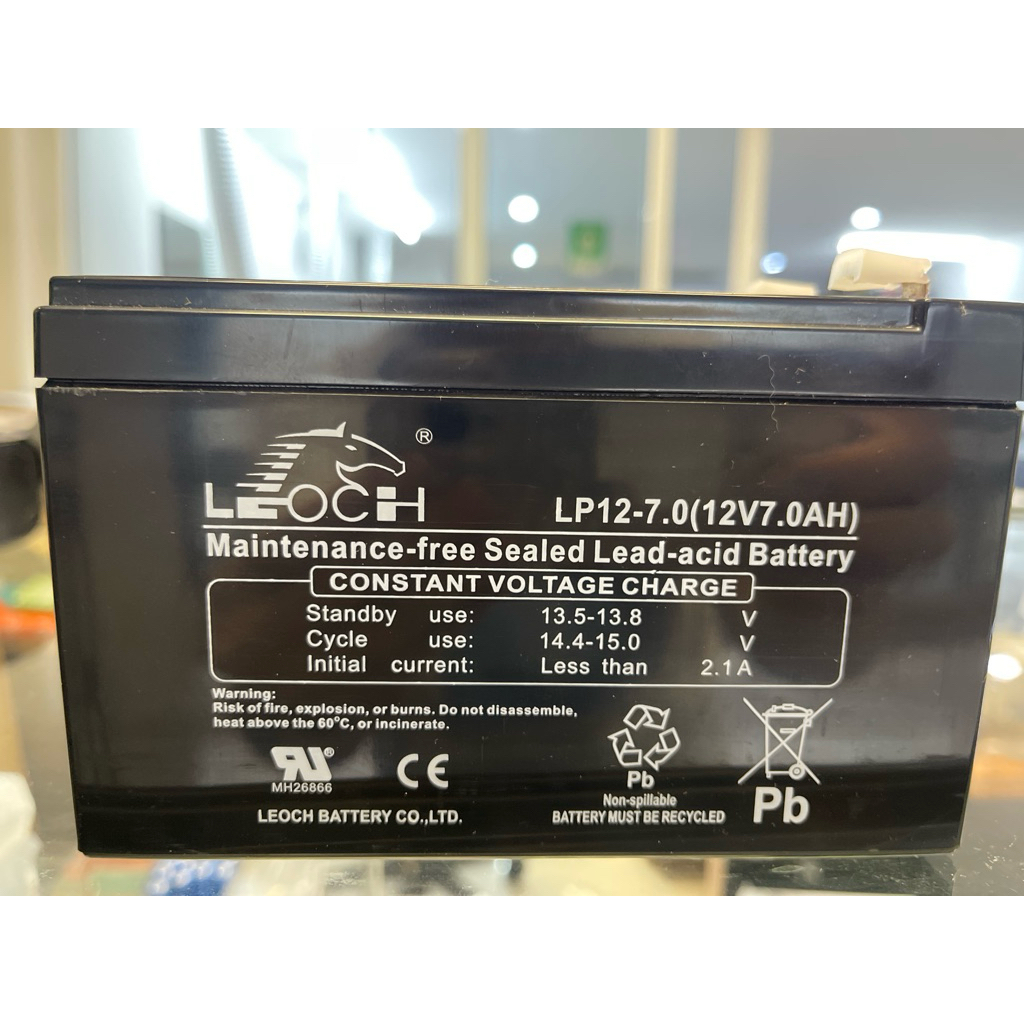 LEOCH ®
LP12-7.0(12V7.0AH)
Maintenance-free Sealed Lead-acid Battery
CONSTANT VOLTAGE CHARGE
Standby use: 13.5-13.8 V
Cycle use: 14.4-15.0 V
Initial current: Less than 2.1A
Warning:
Risk of fire, explosion, or burns. Do not disassemble,
heat above the 60°C, or incinerate.
RU®
MH26866
CE
LEOCH BATTERY CO.,LTD.
Pb
Non-spillable
BATTERY MUST BE RECYCLED
Pb